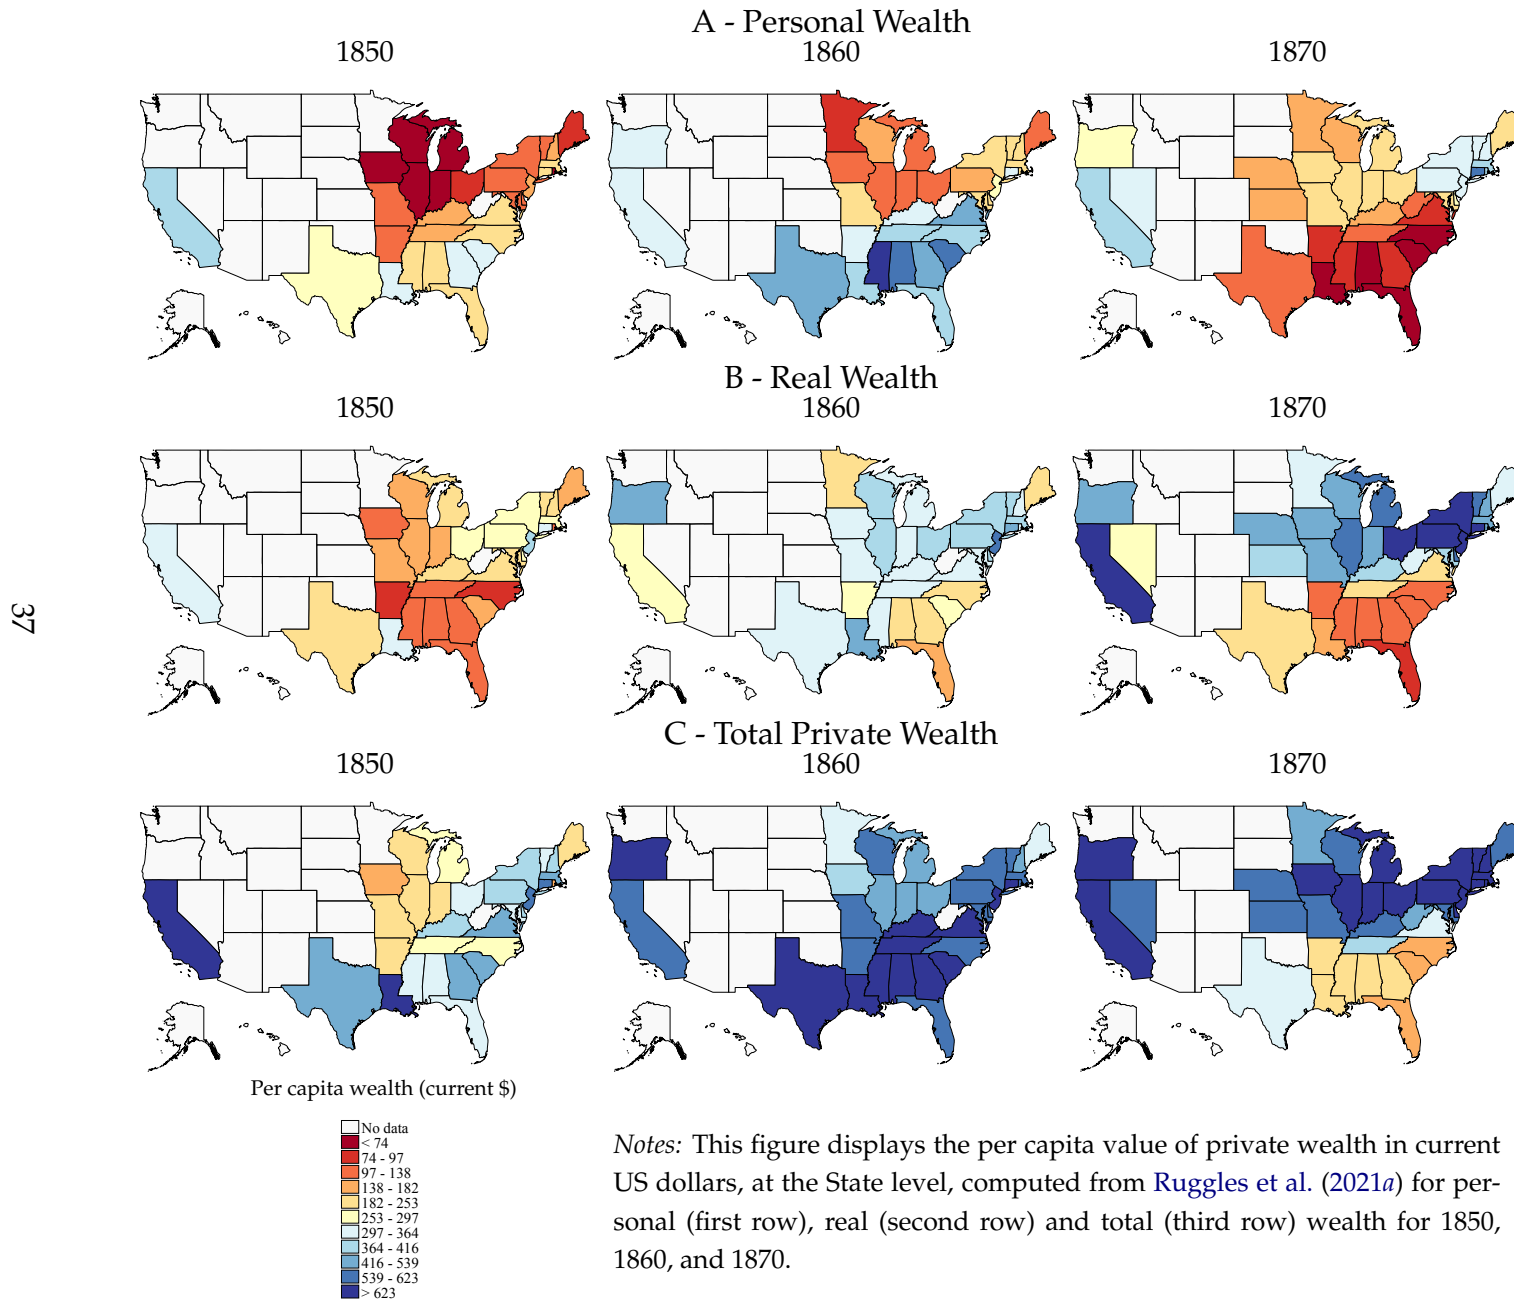 A - Personal Wealth
1850
1860
1870
B - Real Wealth
1850
1860
1870
C - Total Private Wealth
1850
1860
1870
Per capita wealth (current $)
No data
< 74
74 - 97
97 - 138
138 - 182
182 - 253
253 - 297
297 - 364
364 - 416
416 - 539
539 - 623
> 623
Notes: This figure displays the per capita value of private wealth in current
US dollars, at the State level, computed from Ruggles et al. (2021a) for per-
sonal (first row), real (second row) and total (third row) wealth for 1850,
1860, and 1870.
37